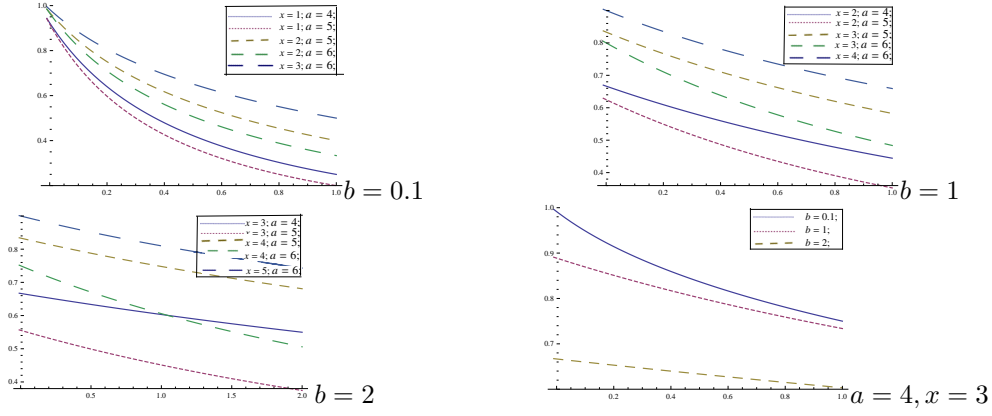 1.0
0.8
0.6
0.4
0.2 0.4 0.6 0.8 1.0
x = 1; a = 4;
x = 1; a = 5;
x = 2; a = 5;
x = 2; a = 6;
x = 3; a = 6;
b = 0.1
0.8
0.7
0.6
0.5
0.4
0.2 0.4 0.6 0.8 1.0
x = 2; a = 4;
x = 2; a = 5;
x = 3; a = 5;
x = 3; a = 6;
x = 4; a = 6;
b = 1
0.8
0.7
0.6
0.5
0.4
0.5 1.0 1.5 2.0
x = 3; a = 4;
x = 3; a = 5;
x = 4; a = 5;
x = 4; a = 6;
x = 5; a = 6;
b = 2
1.0
0.9
0.8
0.7
0.2 0.4 0.6 0.8 1.0
b = 0.1;
b = 1;
b = 2;
a = 4, x = 3